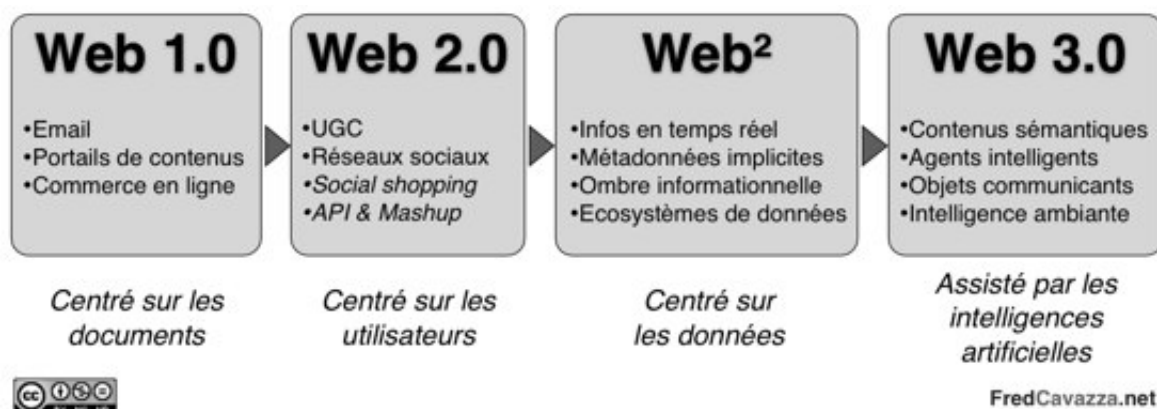 Web 1.0
•Email
•Portails de contenus
•Commerce en ligne
Centré sur les
documents
Web 2.0
•UGC
•Réseaux sociaux
•Social shopping
•API & Mashup
Centré sur les
utilisateurs
Web²
•Infos en temps réel
•Métadonnées implicites
•Ombre informationnelle
•Ecosystèmes de données
Centré sur
les données
Web 3.0
•Contenus sémantiques
•Agents intelligents
•Objets communicants
•Intelligence ambiante
Assisté par les
intelligences
artificielles
cc
FredCavazza.net